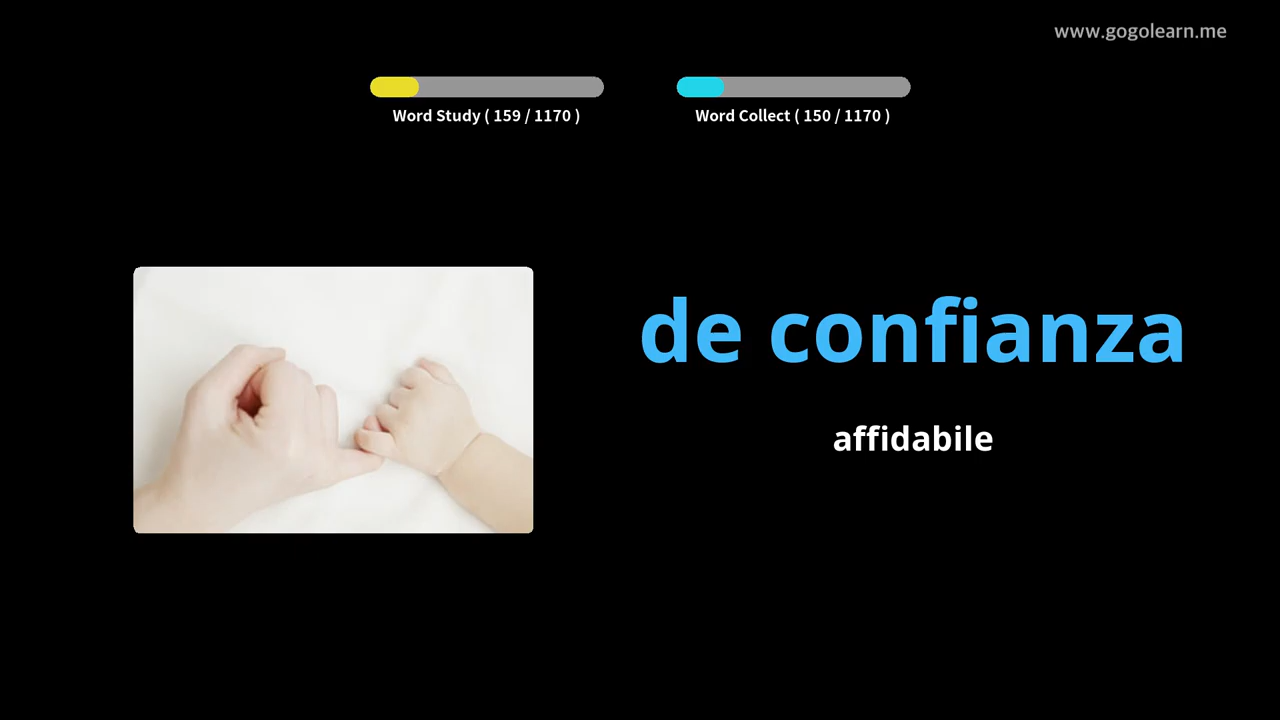 www.gogolearn.me
Word Study ( 159 / 1170 )
Word Collect ( 150 / 1170 )
de confianza
affidabile